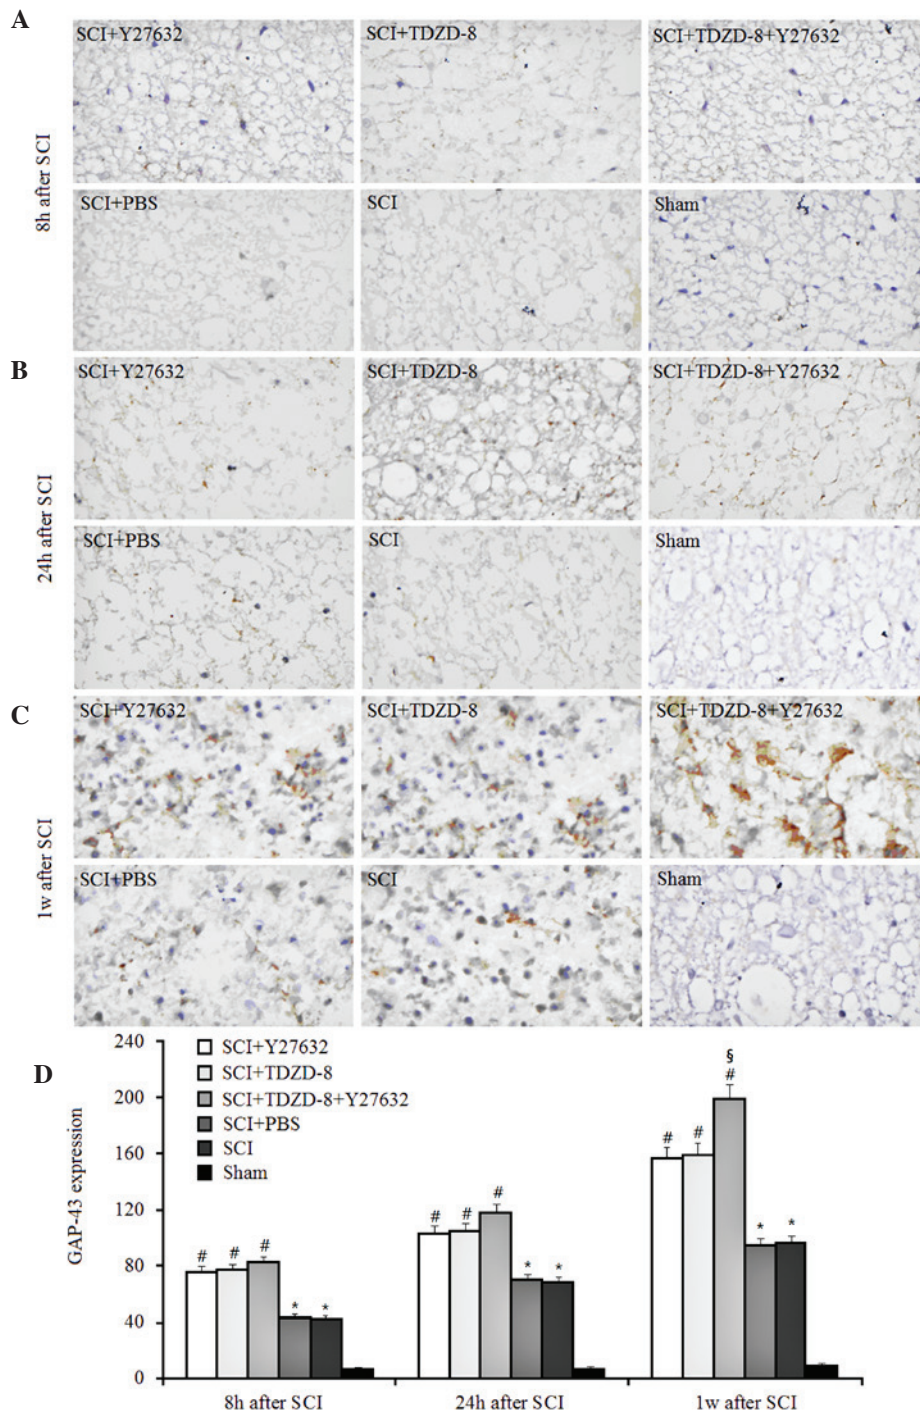 A
SCI+Y27632
SCI+TDZD-8
SCI+TDZD-8+Y27632
8h after SCI
SCI+PBS
SCI
Sham
B
SCI+Y27632
SCI+TDZD-8
SCI+TDZD-8+Y27632
24h after SCI
SCI+PBS
SCI
Sham
C
SCI+Y27632
SCI+TDZD-8
SCI+TDZD-8+Y27632
1w after SCI
SCI+PBS
SCI
Sham
D
GAP-43 expression
240
200
160
120
80
40
0
SCI+Y27632
SCI+TDZD-8
SCI+TDZD-8+Y27632
SCI+PBS
SCI
Sham
# # # * *
# # # * *
# # § # * *
8h after SCI 24h after SCI 1w after SCI